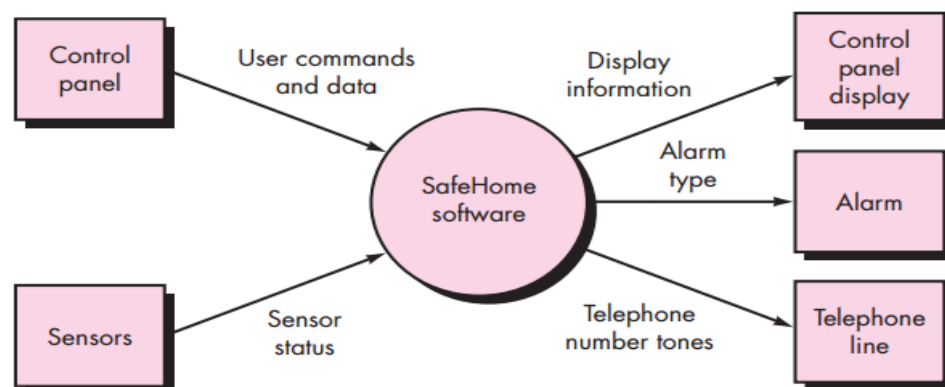 Control
panel
User commands
and data
Display
information
Control
panel
display
SafeHome
software
Alarm
type
Alarm
Sensors
Sensor
status
Telephone
number tones
Telephone
line